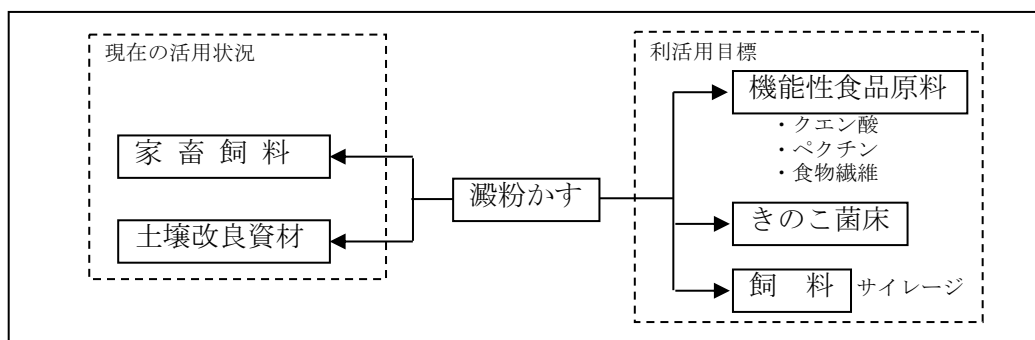 現在の活用状況
家畜飼料
土壌改良資材
澱粉かす
利活用目標
機能性食品原料
・クエン酸
・ペクチン
・食物繊維
きのこ菌床
飼　料 サイレージ